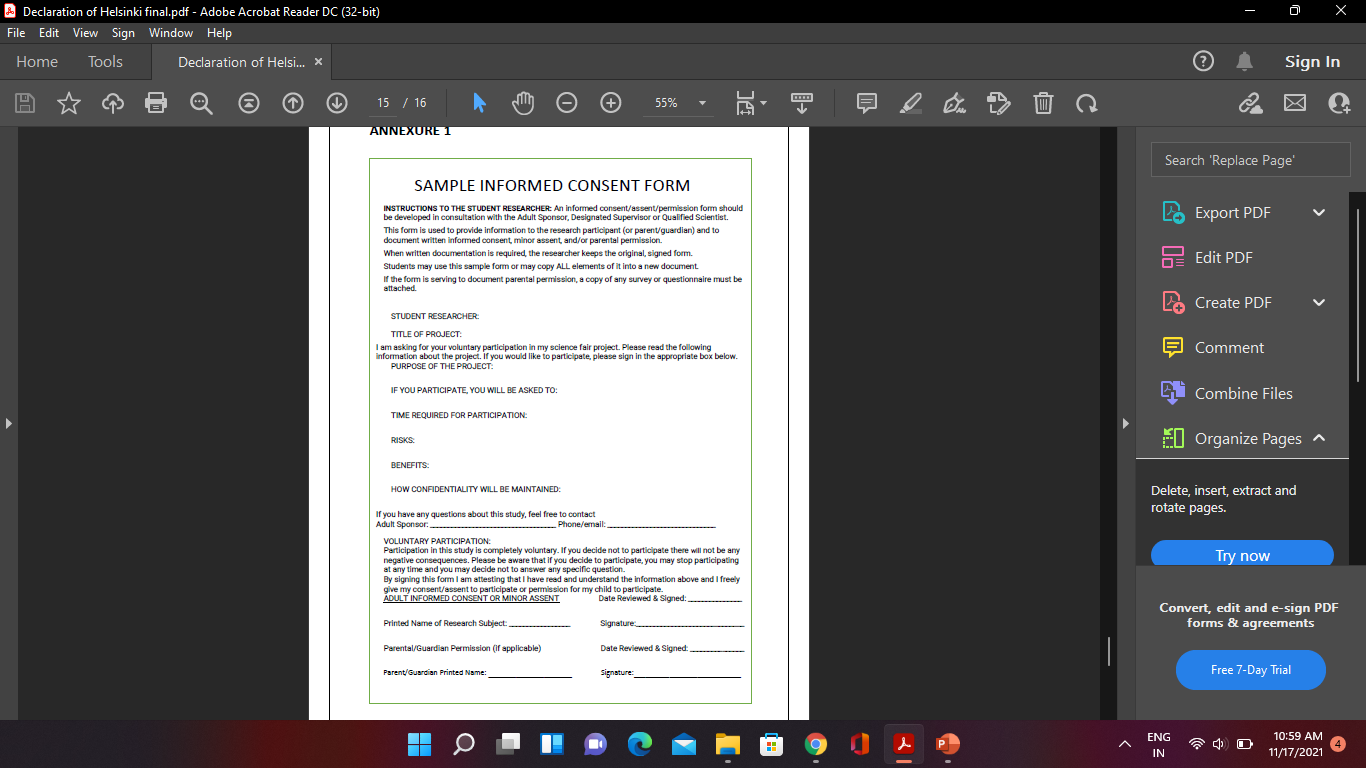 Declaration of Helsinki final.pdf - Adobe Acrobat Reader DC (32-bit)
File Edit View Sign Window Help
Home Tools Declaration of Helsi... × Sign In
15 / 16 55%
ANNEXURE 1
SAMPLE INFORMED CONSENT FORM
INSTRUCTIONS TO THE STUDENT RESEARCHER: An informed consent/assent/permission form should
be developed in consultation with the Adult Sponsor, Designated Supervisor or Qualified Scientist.
This form is used to provide information to the research participant (or parent/guardian) and to
document written informed consent, minor assent, and/or parental permission.
When written documentation is required, the researcher keeps the original, signed form.
Students may use this sample form or may copy ALL elements of it into a new document.
If the form is serving to document parental permission, a copy of any survey or questionnaire must be
attached.
STUDENT RESEARCHER:
TITLE OF PROJECT:
I am asking for your voluntary participation in my science fair project. Please read the following
information about the project. If you would like to participate, please sign in the appropriate box below.
PURPOSE OF THE PROJECT:
IF YOU PARTICIPATE, YOU WILL BE ASKED TO:
TIME REQUIRED FOR PARTICIPATION:
RISKS:
BENEFITS:
HOW CONFIDENTIALITY WILL BE MAINTAINED:
If you have any questions about this study, feel free to contact
Adult Sponsor: ____________________ Phone/email: ____________________
VOLUNTARY PARTICIPATION:
Participation in this study is completely voluntary. If you decide not to participate there will not be any
negative consequences. Please be aware that if you decide to participate, you may stop participating
at any time and you may decide not to answer any specific question.
By signing this form I am attesting that I have read and understand the information above and I freely
give my consent/assent to participate or permission for my child to participate.
ADULT INFORMED CONSENT OR MINOR ASSENT Date Reviewed & Signed: __________
Printed Name of Research Subject: __________ Signature: ____________________
Parental/Guardian Permission (if applicable) Date Reviewed & Signed: __________
Parent/Guardian Printed Name: ______________ Signature: ____________________
Search 'Replace Page'
Export PDF
Edit PDF
Create PDF
Comment
Combine Files
Organize Pages
Delete, insert, extract and
rotate pages.
Try now
Convert, edit and e-sign PDF
forms & agreements
Free 7-Day Trial
ENG
IN
10:59 AM
11/17/2021
4